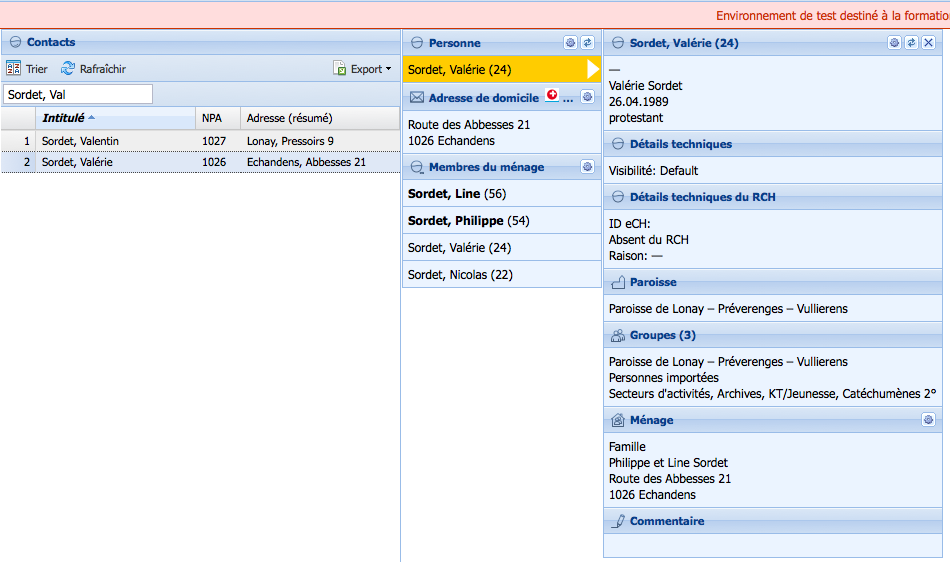 Environnement de test destiné à la formatio
Contacts
Trier Rafraîchir Export
Sordet, Val
Intitulé NPA Adresse (résumé)
1 Sordet, Valentin 1027 Lonay, Pressoirs 9
2 Sordet, Valérie 1026 Echandens, Abbesses 21
Personne
Sordet, Valérie (24)
Adresse de domicile ...
Route des Abbesses 21
1026 Echandens
Membres du ménage
Sordet, Line (56)
Sordet, Philippe (54)
Sordet, Valérie (24)
Sordet, Nicolas (22)
Sordet, Valérie (24)
—
Valérie Sordet
26.04.1989
protestant
Détails techniques
Visibilité: Default
Détails techniques du RCH
ID eCH:
Absent du RCH
Raison: —
Paroisse
Paroisse de Lonay – Préverenges – Vullierens
Groupes (3)
Paroisse de Lonay – Préverenges – Vullierens
Personnes importées
Secteurs d'activités, Archives, KT/Jeunesse, Catéchumènes 2°
Ménage
Famille
Philippe et Line Sordet
Route des Abbesses 21
1026 Echandens
Commentaire